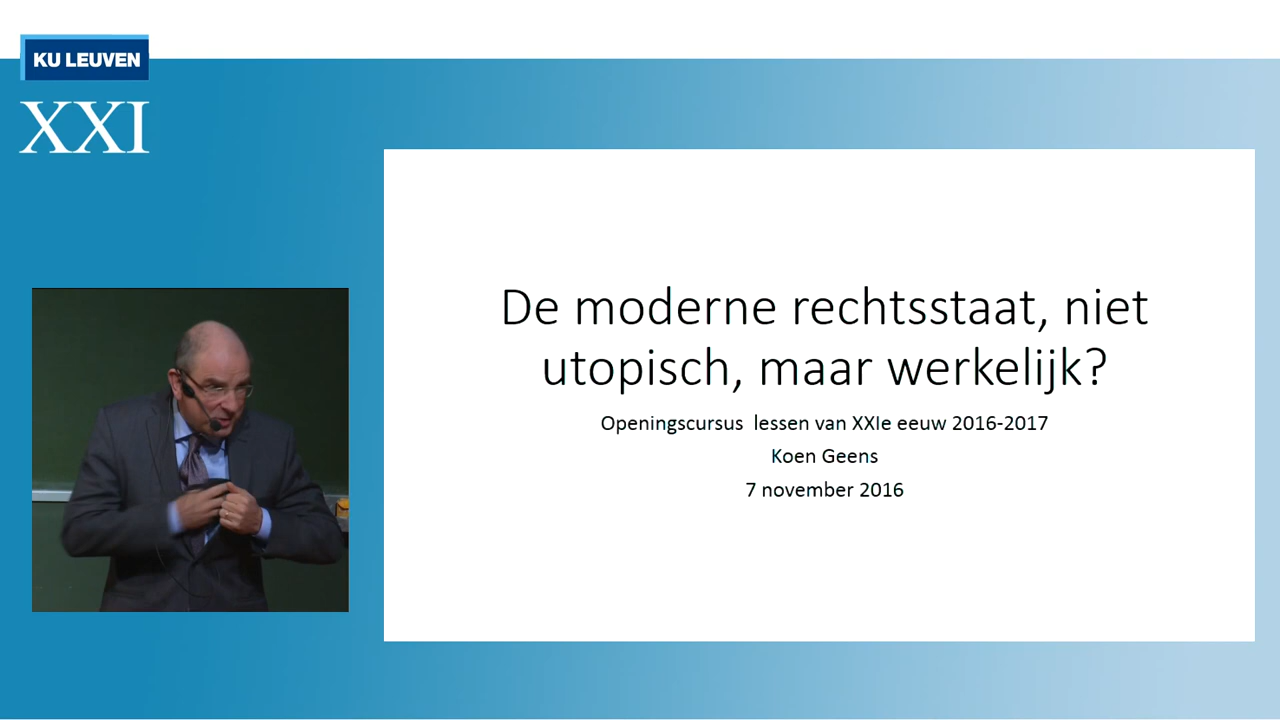 KU LEUVEN
XXI
De moderne rechtsstaat, niet
utopisch, maar werkelijk?
Openingscursus lessen van XXIe eeuw 2016-2017
Koen Geens
7 november 2016